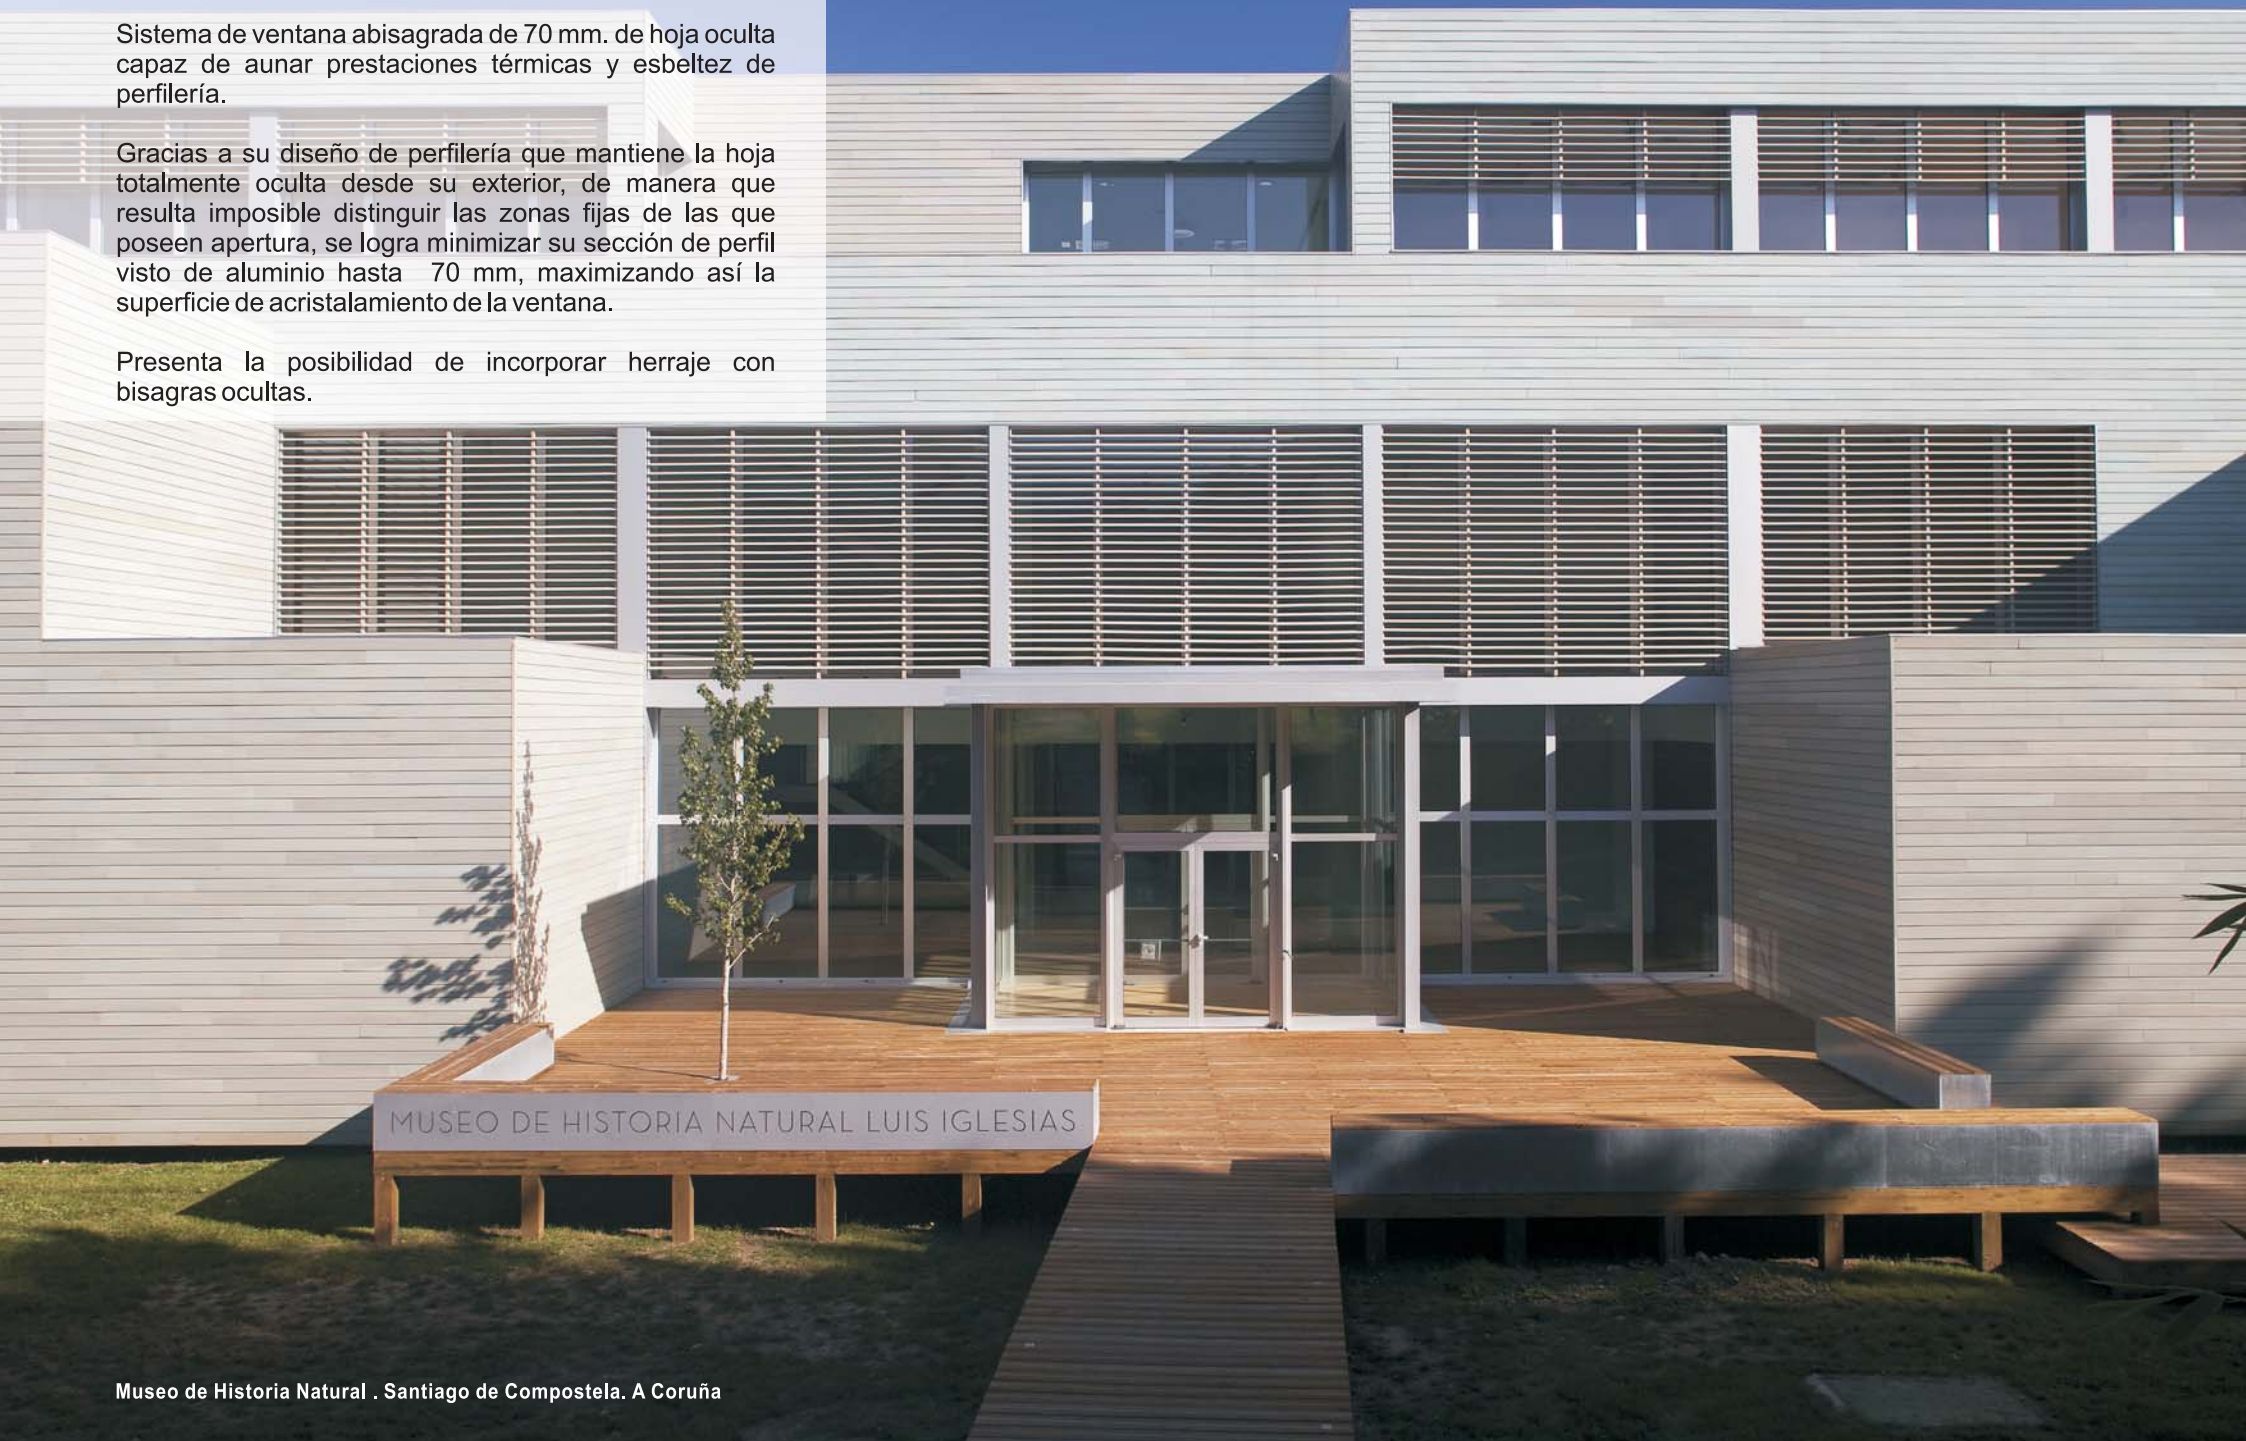 Sistema de ventana abisagrada de 70 mm. de hoja oculta
capaz de aunar prestaciones térmicas y esbeltez de
perfilería.
Gracias a su diseño de perfilería que mantiene la hoja
totalmente oculta desde su exterior, de manera que
resulta imposible distinguir las zonas fijas de las que
poseen apertura, se logra minimizar su sección de perfil
visto de aluminio hasta 70 mm, maximizando así la
superficie de acristalamiento de la ventana.
Presenta la posibilidad de incorporar herraje con
bisagras ocultas.
MUSEO DE HISTORIA NATURAL LUIS IGLESIAS
Museo de Historia Natural . Santiago de Compostela. A Coruña